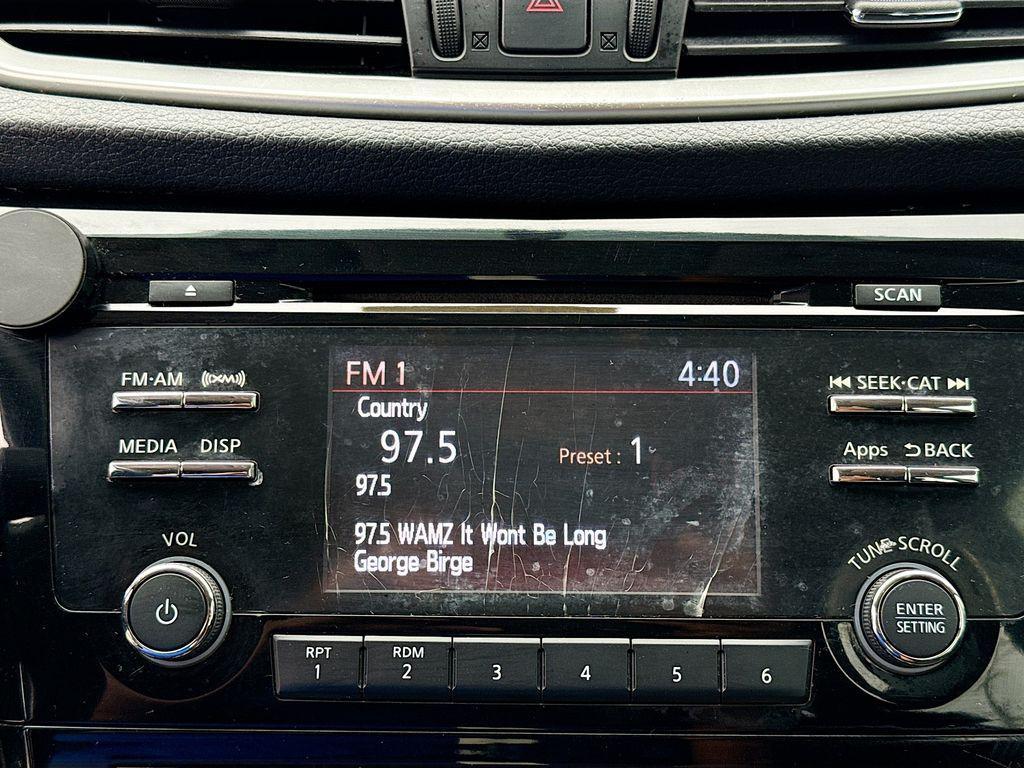 SCAN
FM·AM ((XM))
FM 1 4:40
SEEK·CAT
Country
97.5 Preset : 1
MEDIA DISP
Apps BACK
97.5
97.5 WAMZ It Wont Be Long
George Birge
VOL
TUNE·SCROLL
ENTER
SETTING
RPT RDM
1 2 3 4 5 6